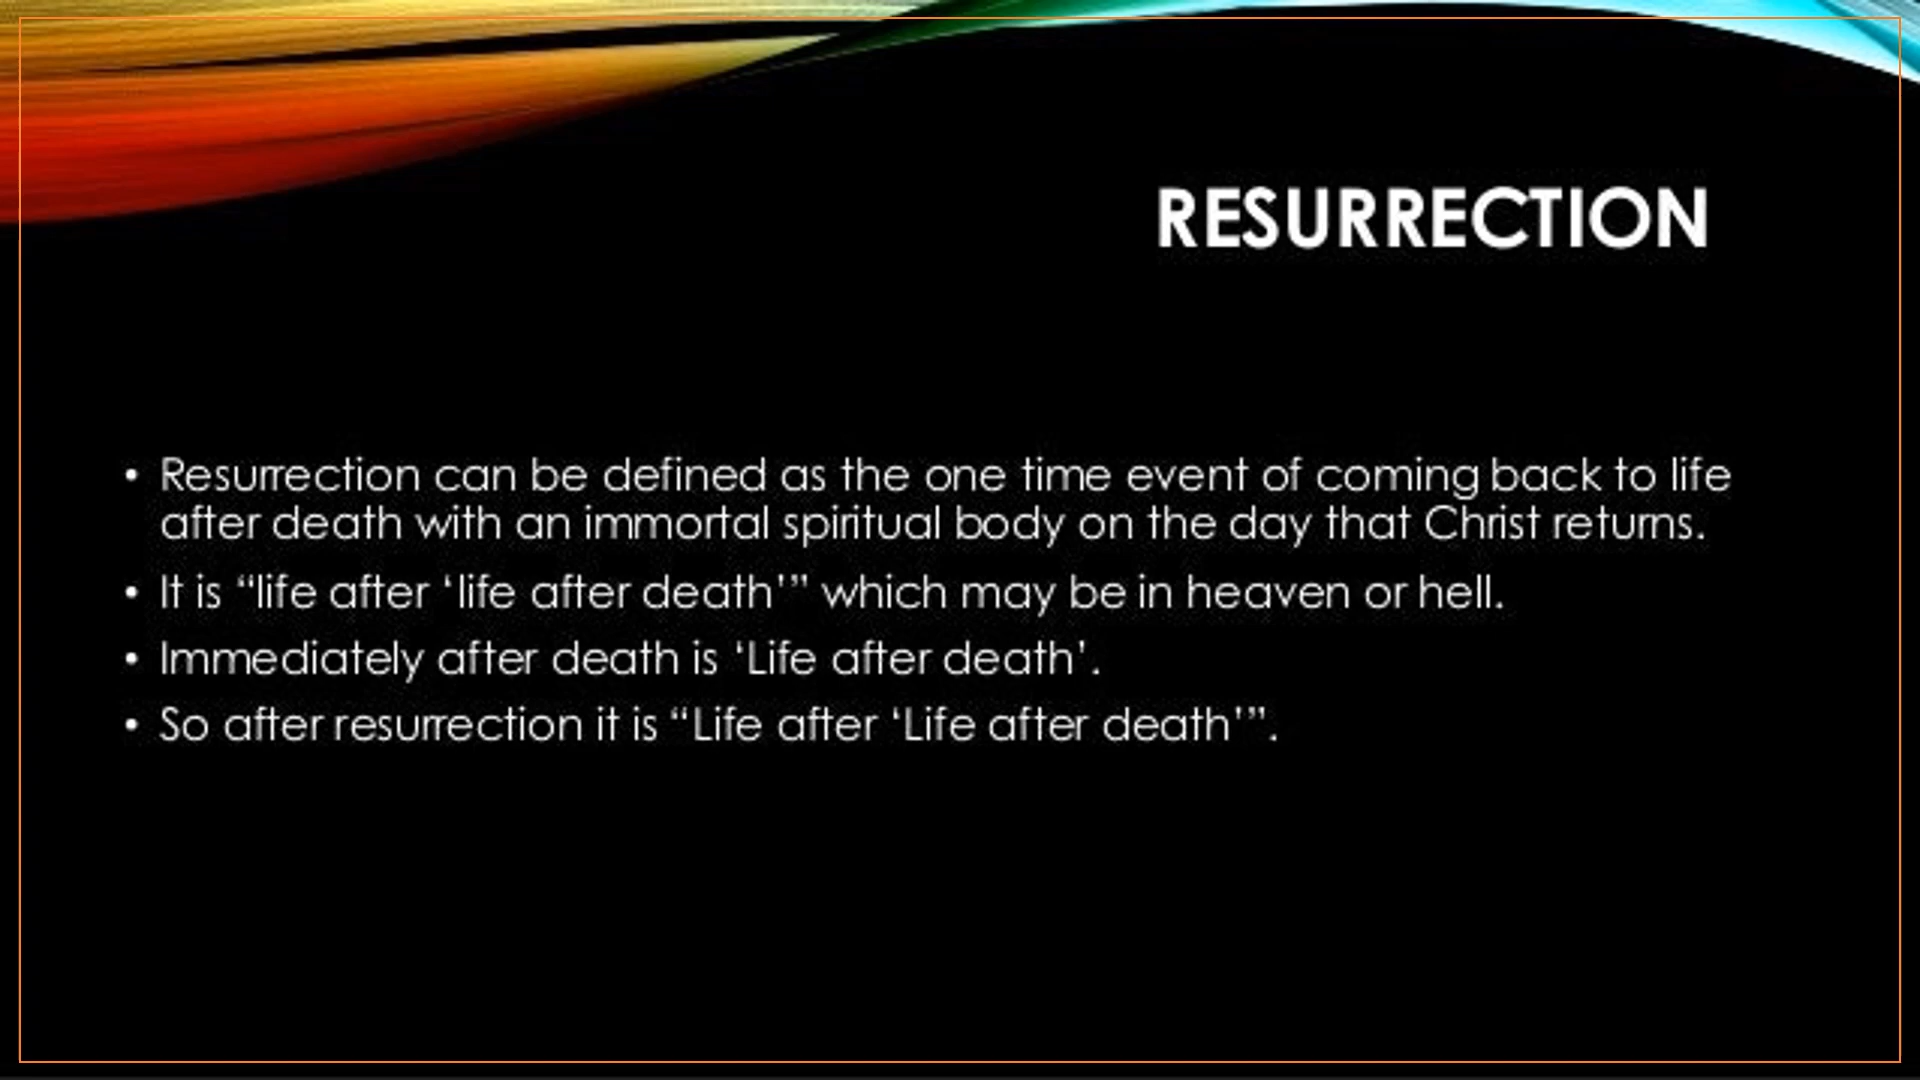 RESURRECTION
• Resurrection can be defined as the one time event of coming back to life
after death with an immortal spiritual body on the day that Christ returns.
• It is “life after ‘life after death’” which may be in heaven or hell.
• Immediately after death is ‘Life after death’.
• So after resurrection it is “Life after ‘Life after death’”.